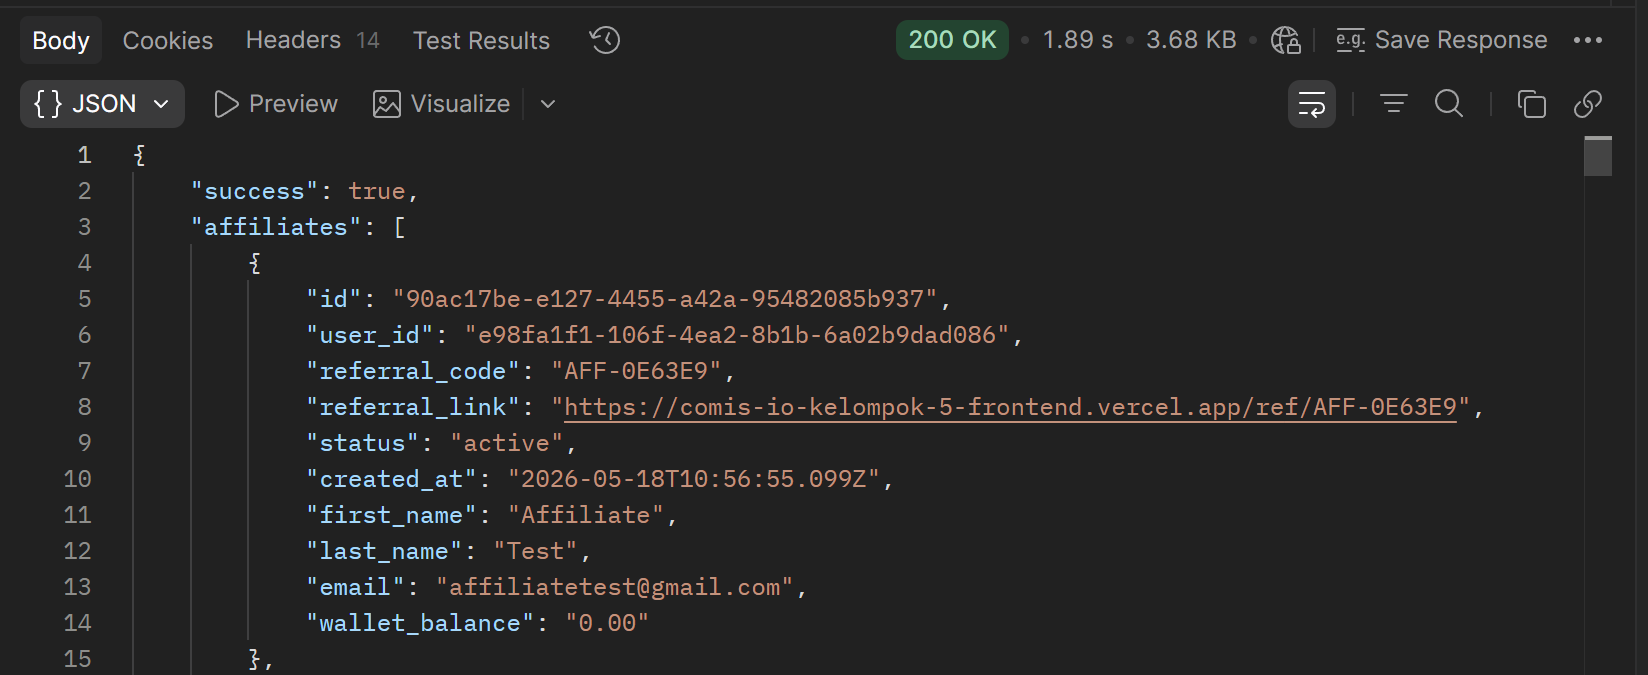 Body Cookies Headers 14 Test Results 200 OK • 1.89 s • 3.68 KB • e.g. Save Response
{} JSON Preview Visualize
1 {
2 "success": true,
3 "affiliates": [
4 {
5 "id": "90ac17be-e127-4455-a42a-95482085b937",
6 "user_id": "e98fa1f1-106f-4ea2-8b1b-6a02b9dad086",
7 "referral_code": "AFF-0E63E9",
8 "referral_link": "https://comis-io-kelompok-5-frontend.vercel.app/ref/AFF-0E63E9",
9 "status": "active",
10 "created_at": "2026-05-18T10:56:55.099Z",
11 "first_name": "Affiliate",
12 "last_name": "Test",
13 "email": "affiliatetest@gmail.com",
14 "wallet_balance": "0.00"
15 },